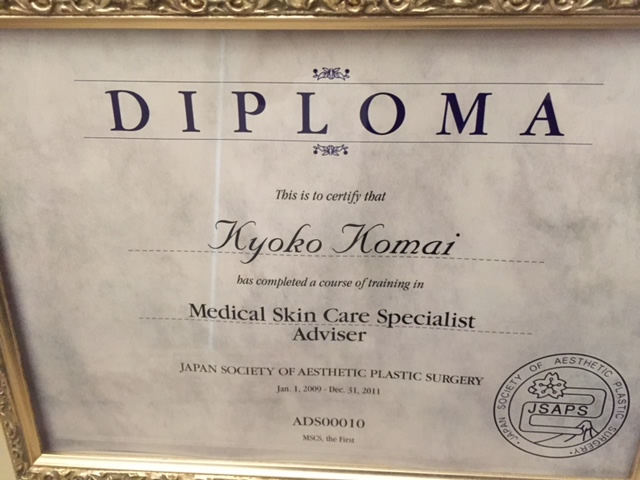 DIPLOMA
This is to certify that
Kyoko Komai
has completed a course of training in
Medical Skin Care Specialist
Adviser
JAPAN SOCIETY OF AESTHETIC PLASTIC SURGERY
Jan. 1, 2009 - Dec. 31, 2011
ADS00010
MSCS, the First
JAPAN SOCIETY OF AESTHETIC PLASTIC SURGERY
JSAPS